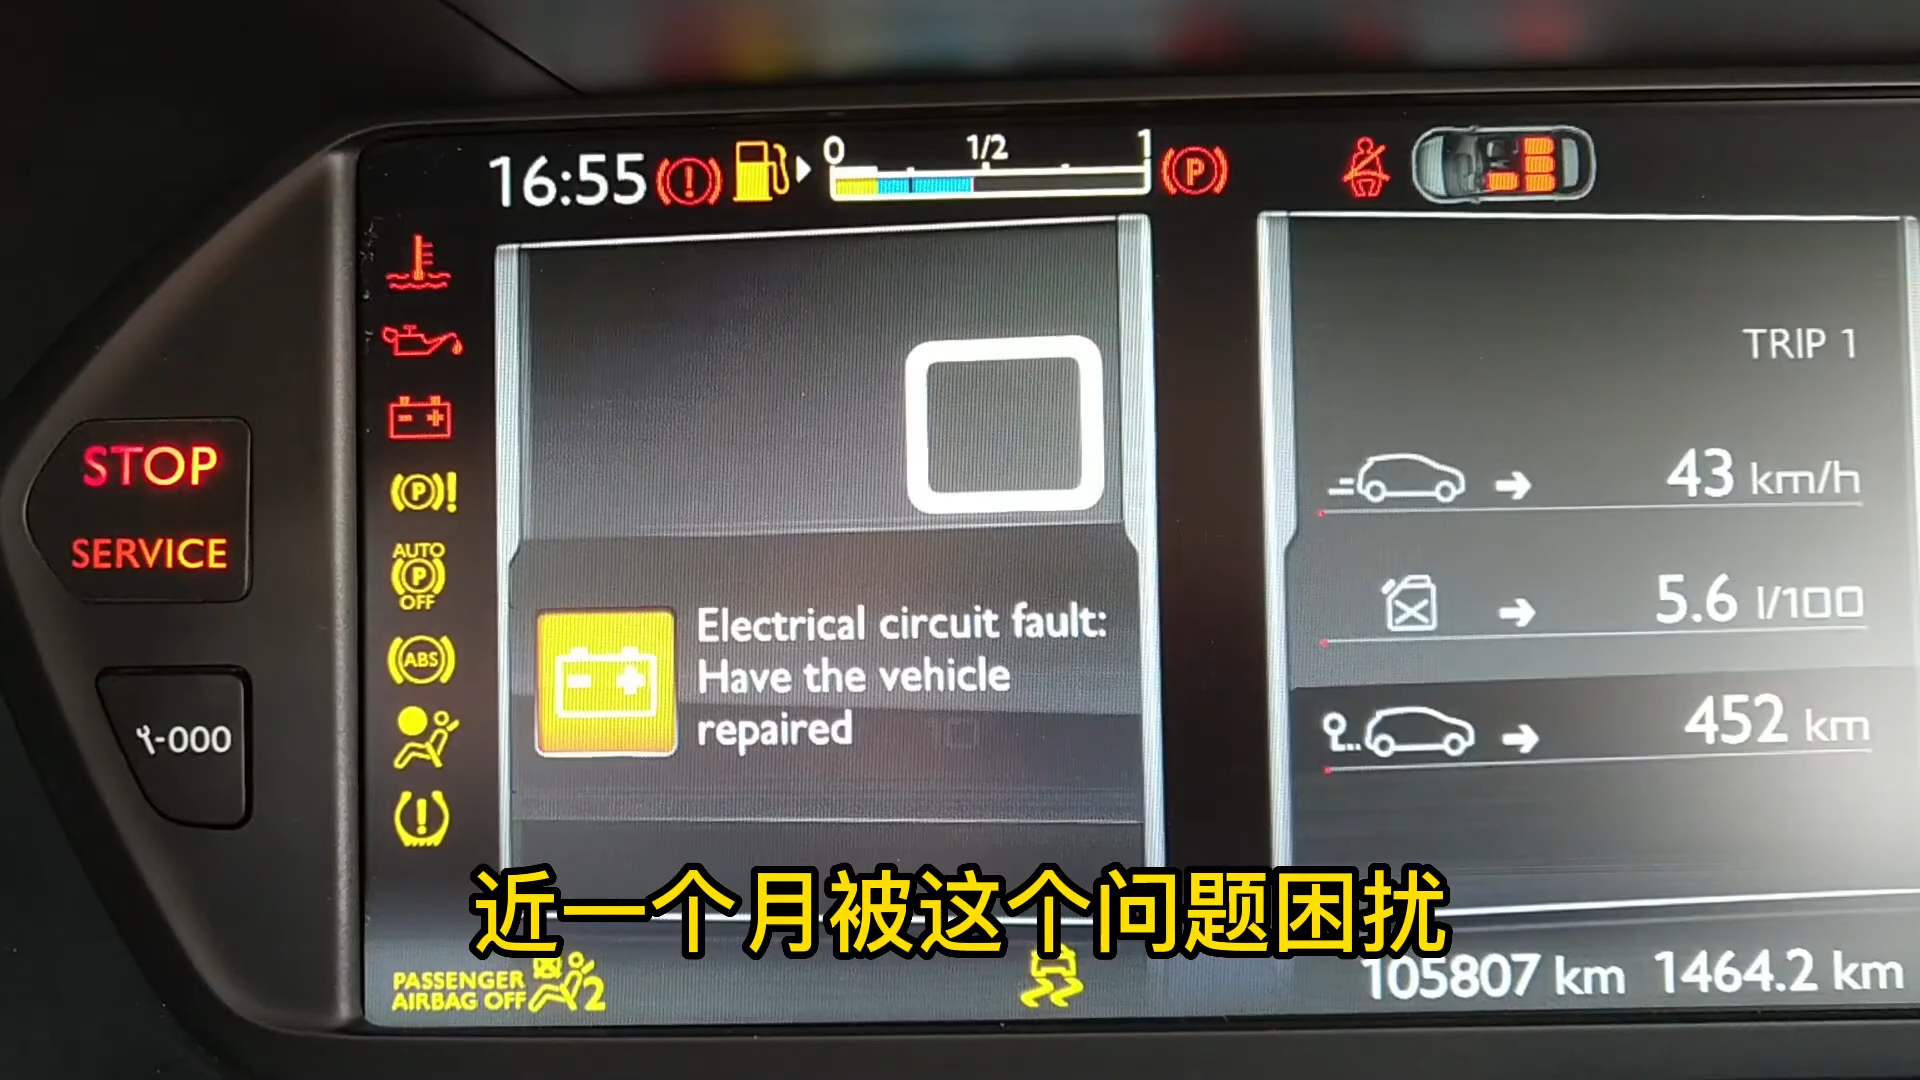 16:55
0 1/2 1
P
TRIP 1
STOP
SERVICE
P !
AUTO
P
OFF
ABS
43 km/h
5.6 l/100
Electrical circuit fault:
Have the vehicle
repaired
-000
452 km
近一个月被这个问题困扰
PASSENGER
AIRBAG OFF 2
105807 km 1464.2 km